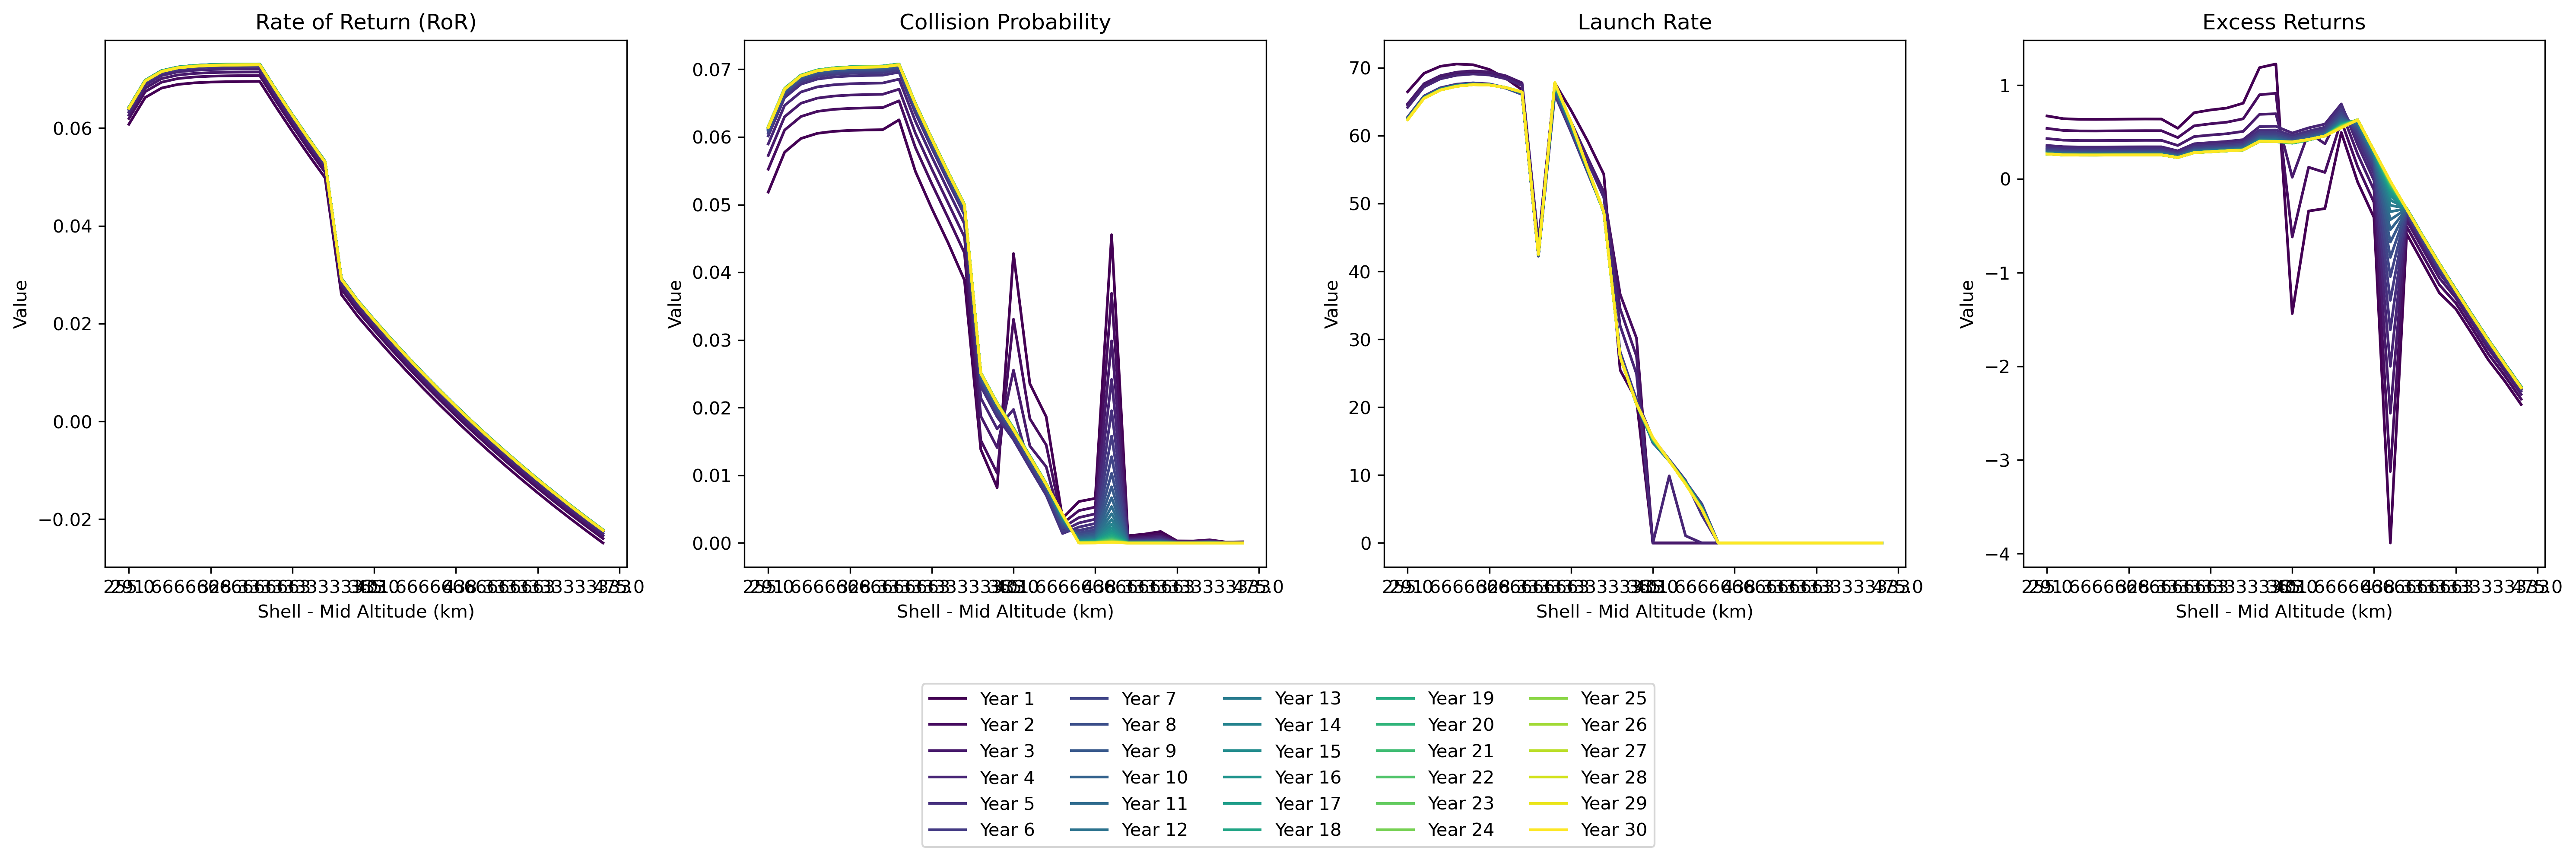 Rate of Return (RoR)
Collision Probability
Launch Rate
Excess Returns
Value
0.06
0.04
0.02
0.00
−0.02
Shell - Mid Altitude (km)
Value
0.07
0.06
0.05
0.04
0.03
0.02
0.01
0.00
Shell - Mid Altitude (km)
Value
70
60
50
40
30
20
10
0
Shell - Mid Altitude (km)
Value
1
0
−1
−2
−3
−4
Shell - Mid Altitude (km)
Year 1
Year 2
Year 3
Year 4
Year 5
Year 6
Year 7
Year 8
Year 9
Year 10
Year 11
Year 12
Year 13
Year 14
Year 15
Year 16
Year 17
Year 18
Year 19
Year 20
Year 21
Year 22
Year 23
Year 24
Year 25
Year 26
Year 27
Year 28
Year 29
Year 30